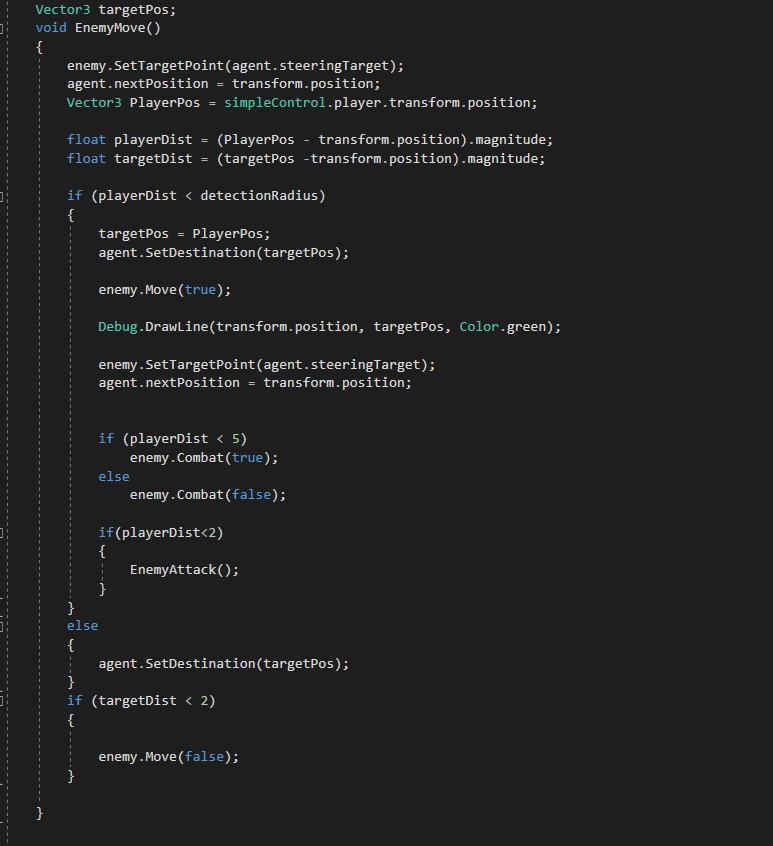 Vector3 targetPos;
void EnemyMove()
{
enemy.SetTargetPoint(agent.steeringTarget);
agent.nextPosition = transform.position;
Vector3 PlayerPos = simpleControl.player.transform.position;
float playerDist = (PlayerPos - transform.position).magnitude;
float targetDist = (targetPos -transform.position).magnitude;
if (playerDist < detectionRadius)
{
targetPos = PlayerPos;
agent.SetDestination(targetPos);
enemy.Move(true);
Debug.DrawLine(transform.position, targetPos, Color.green);
enemy.SetTargetPoint(agent.steeringTarget);
agent.nextPosition = transform.position;
if (playerDist < 5)
enemy.Combat(true);
else
enemy.Combat(false);
if(playerDist<2)
{
EnemyAttack();
}
}
else
{
agent.SetDestination(targetPos);
}
if (targetDist < 2)
{
enemy.Move(false);
}
}